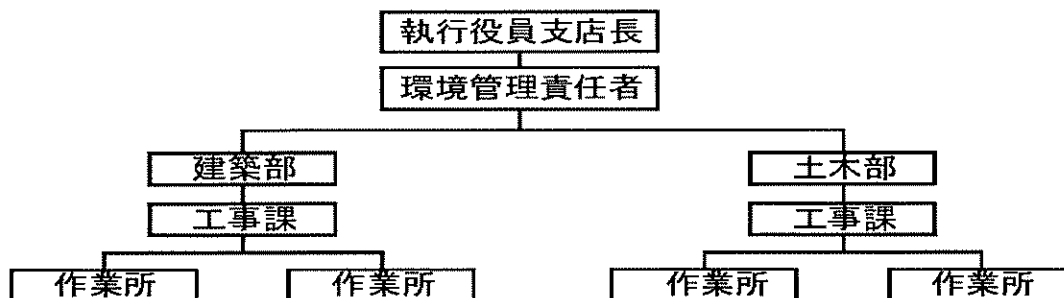 執行役員支店長
環境管理責任者
建築部 土木部
工事課 工事課
作業所 作業所 作業所 作業所